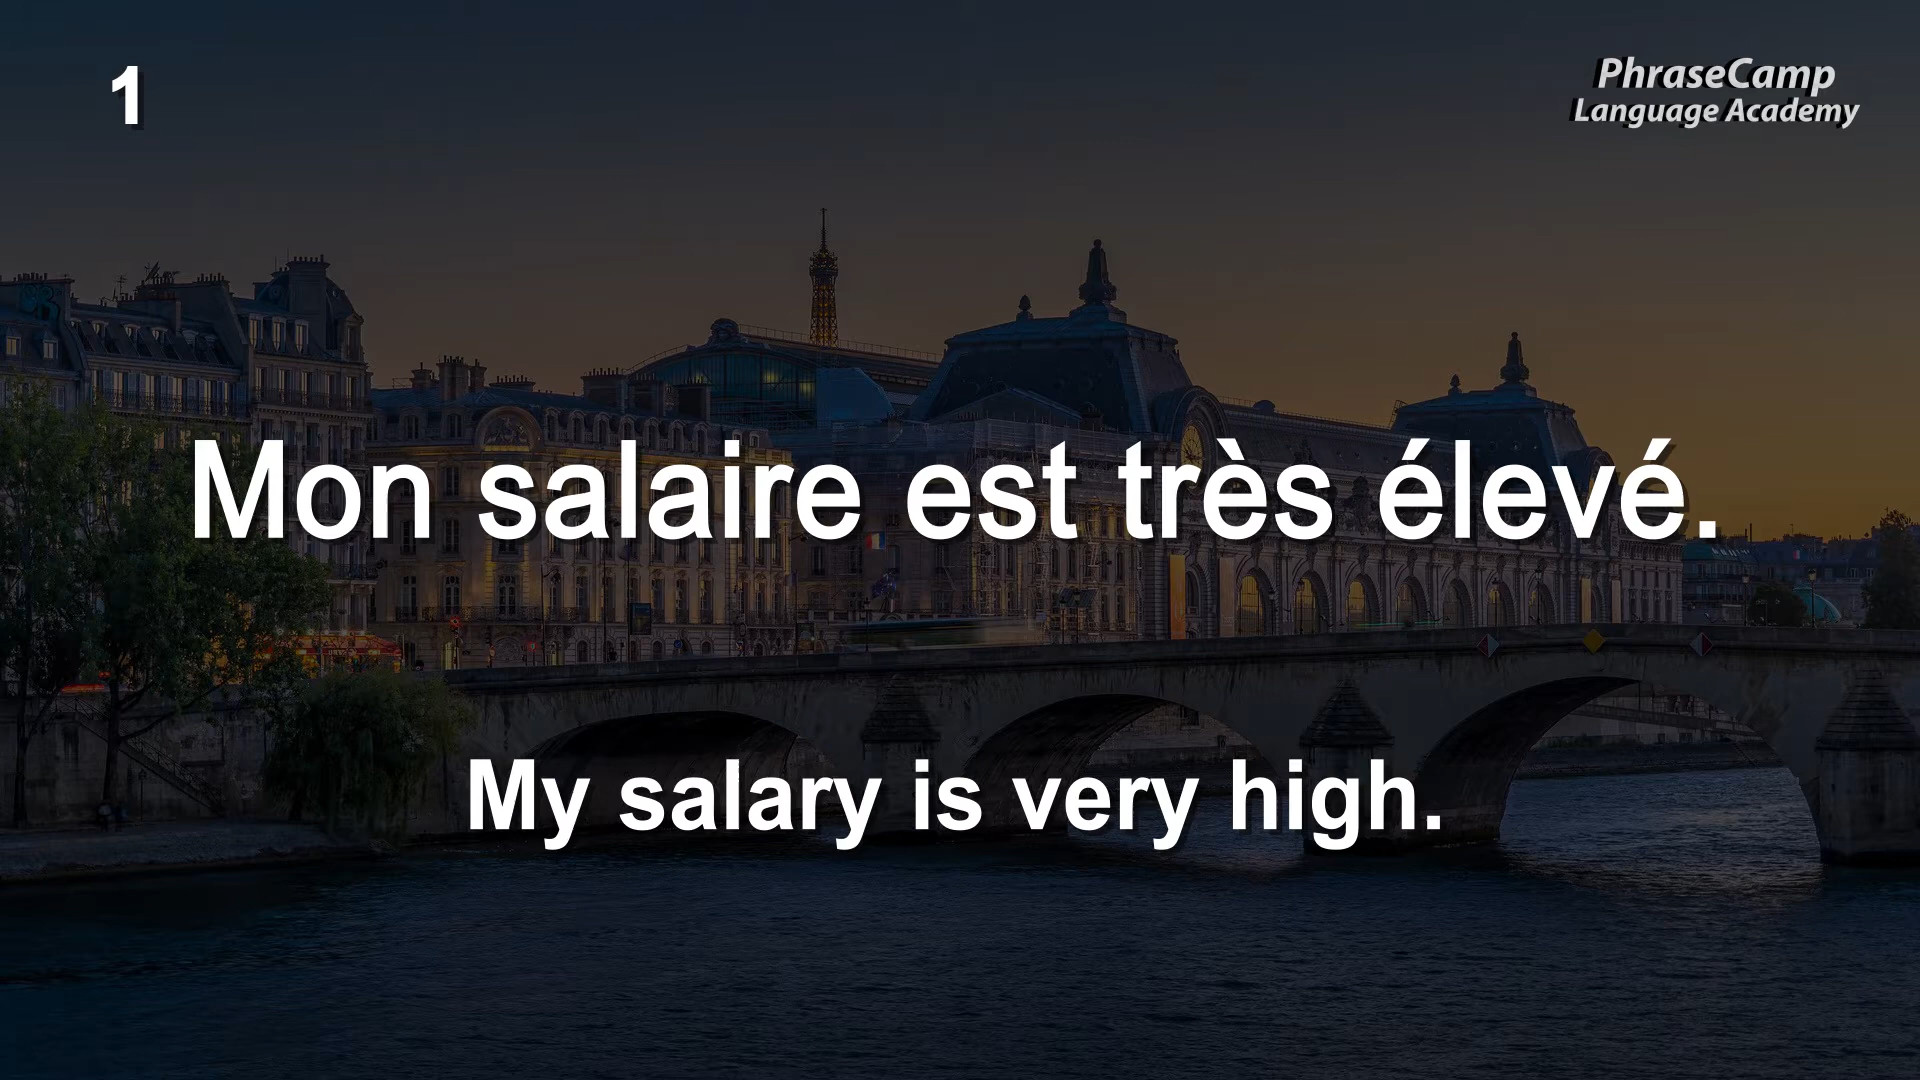 1
PhraseCamp
Language Academy
Mon salaire est très élevé.
My salary is very high.